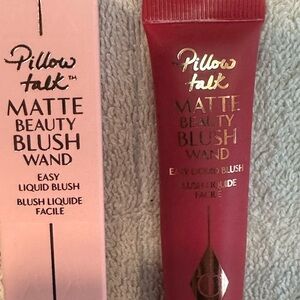 Pillow
talk™
MATTE
BEAUTY
BLUSH
WAND
EASY
LIQUID BLUSH
BLUSH LIQUIDE
FACILE
Pillow
talk™
MATTE
BEAUTY
BLUSH
WAND
EASY LIQUID BLUSH
BLUSH LIQUIDE
FACILE